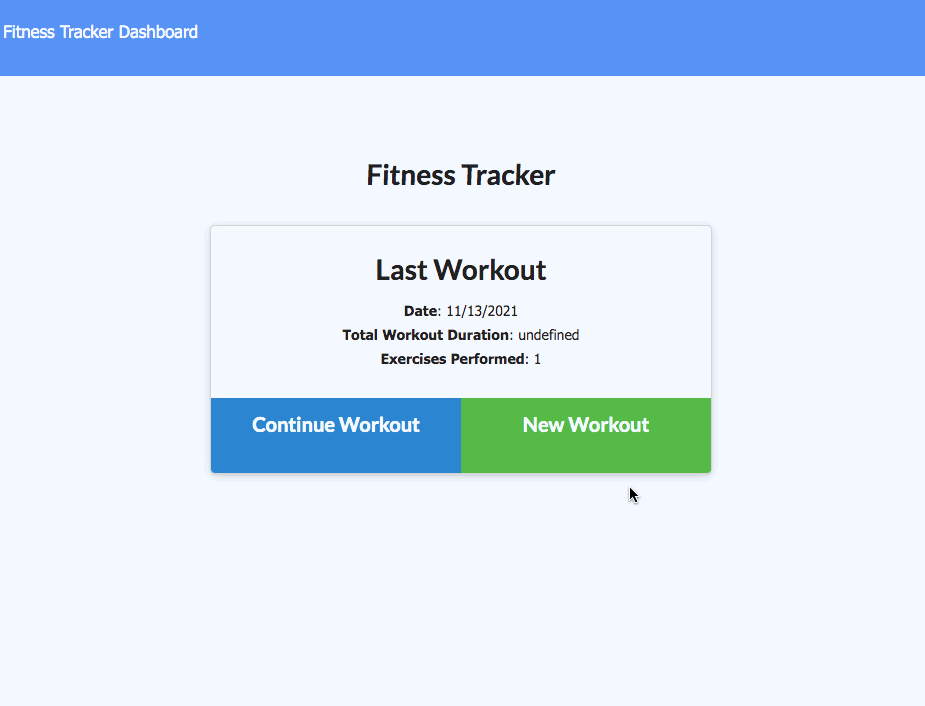 Fitness Tracker Dashboard
Fitness Tracker
Last Workout
Date: 11/13/2021
Total Workout Duration: undefined
Exercises Performed: 1
Continue Workout
New Workout